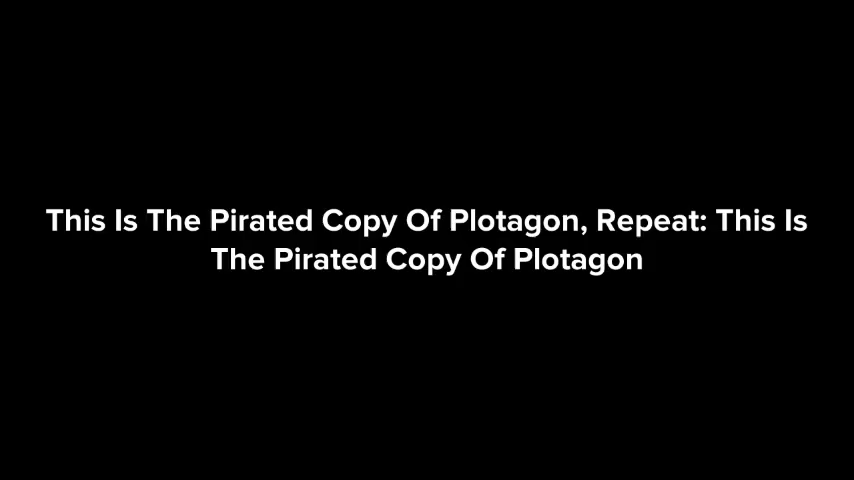 This Is The Pirated Copy Of Plotagon, Repeat: This Is
The Pirated Copy Of Plotagon